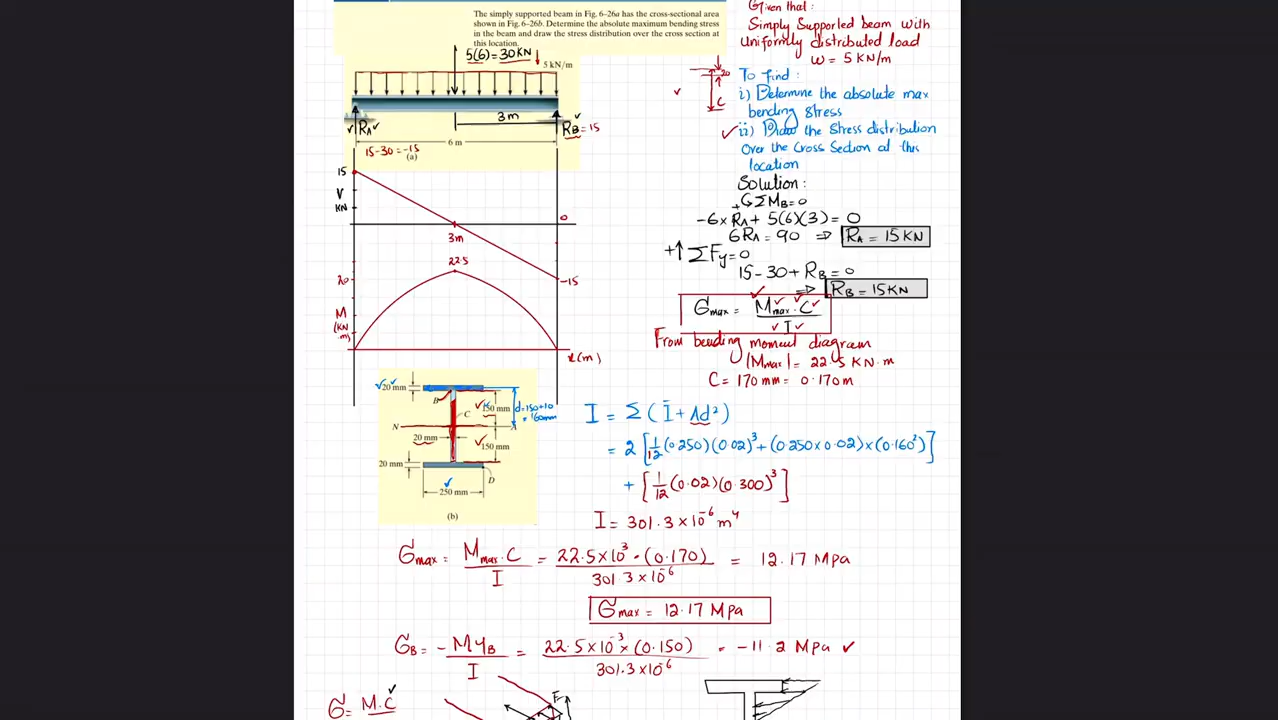 The simply supported beam in Fig. 6–26a has the cross-sectional area
shown in Fig. 6–26b. Determine the absolute maximum bending stress
in the beam and draw the stress distribution over the cross section at
this location.
5(6) = 30KN
5 kN/m
3m
RA
RB = 15
6 m
15-30=-15
(a)
15
V
KN
0
3m
22.5
20
-15
M
(KN
m)
x(m)
20 mm
B
150 mm
d=150+10
= 160mm
C
N
A
20 mm
150 mm
20 mm
D
250 mm
(b)
Given that:
Simply Supported beam with
uniformly distributed load
w = 5 KN/m
20
C
To find:
i) Determine the absolute max
bending stress
ii) Draw the Stress distribution
Over the Cross Section at this
location
Solution:
+ ΣMB=0
-6×RA + 5(6)(3) = 0
6RA = 90 ⇒ RA = 15KN
+↑ ΣFy=0
15-30+RB=0
⇒ RB = 15KN
σmax = Mmax·C / I
From bending moment diagram
|Mmax| = 22.5 KN·m
C = 170mm = 0.170m
I = Σ(Ī + Ad²)
= 2[1/12(0.250)(0.02)³+(0.250×0.02)×(0.160²)]
+ [1/12(0.02)(0.300)³]
I = 301.3×10⁻⁶ m⁴
σmax = Mmax·C / I = 22.5×10³·(0.170) / 301.3×10⁻⁶ = 12.17 Mpa
σmax = 12.17 Mpa
σB = -MyB / I = 22.5×10⁻³×(0.150) / 301.3×10⁻⁶ = -11.2 MPa
σ = M.C
F